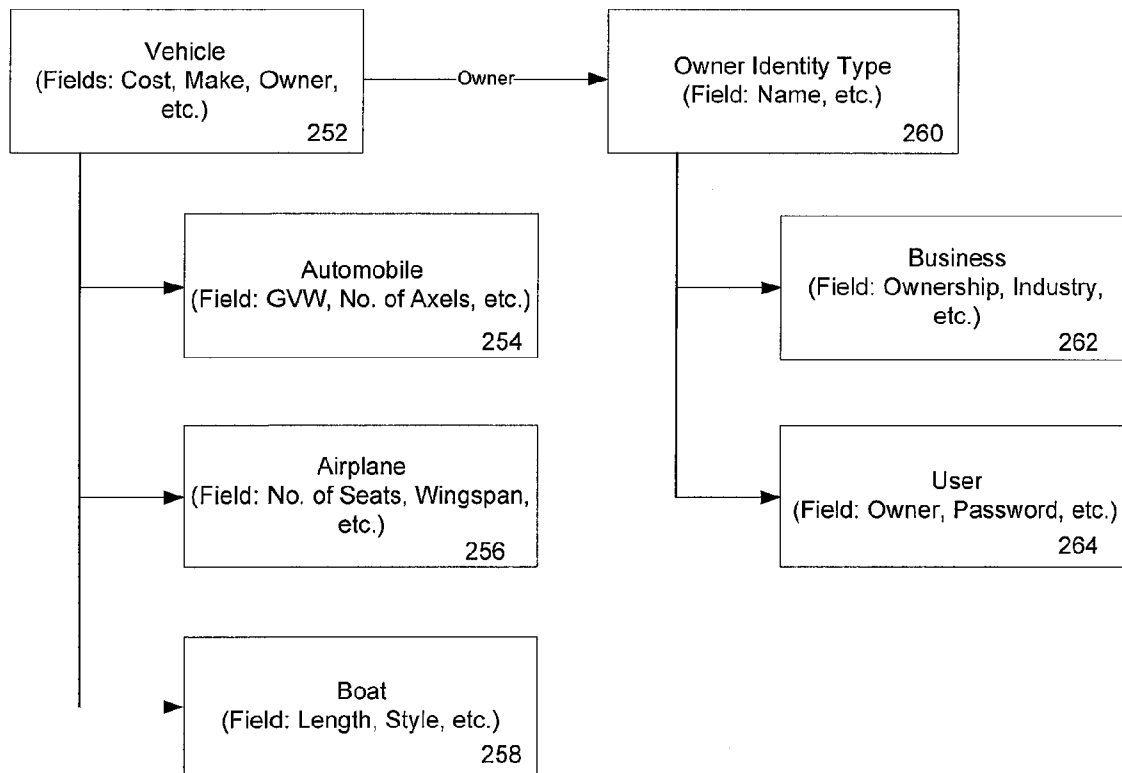 Vehicle
(Fields: Cost, Make, Owner,
etc.)
252
Owner
Owner Identity Type
(Field: Name, etc.)
260
Automobile
(Field: GVW, No. of Axels, etc.)
254
Business
(Field: Ownership, Industry,
etc.)
262
Airplane
(Field: No. of Seats, Wingspan,
etc.)
256
User
(Field: Owner, Password, etc.)
264
Boat
(Field: Length, Style, etc.)
258